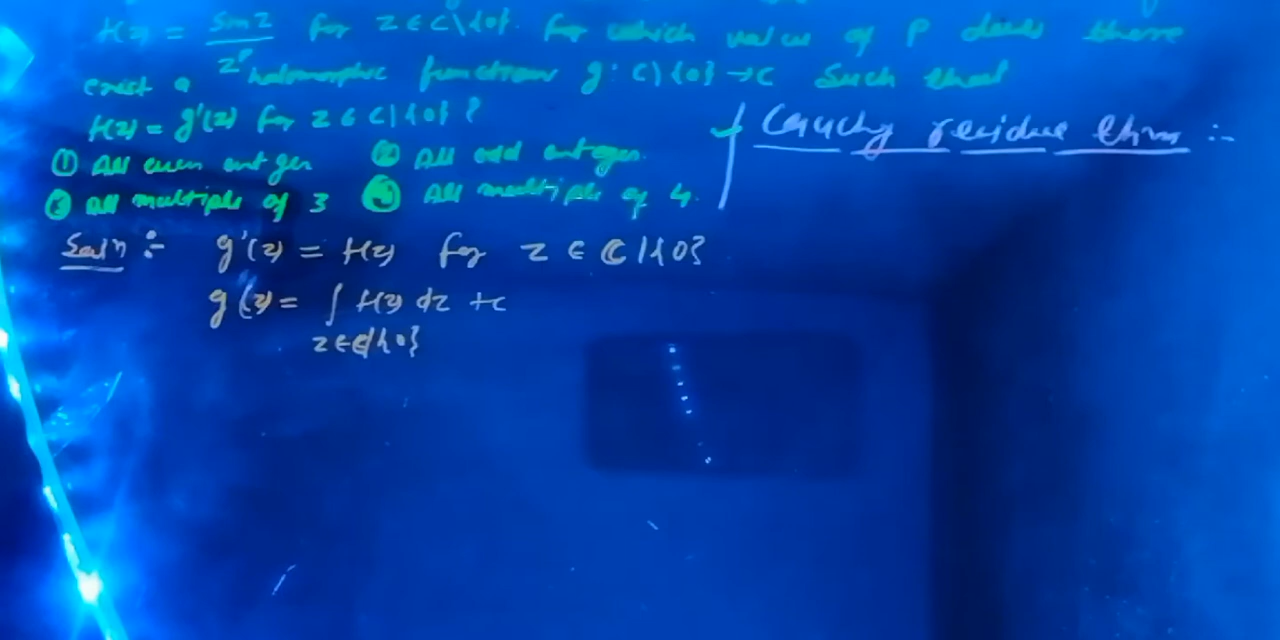 f(z) = sin z / z^p for z ∈ C\{0}. For which value of p does there
exist a holomorphic function g: C\{0} → C such that
f(z) = g'(z) for z ∈ C\{0}?
① All even integer ② All odd integer.
③ All multiple of 3 ④ All multiple of 4.
Cauchy residue thm :-
Soln :- g'(z) = f(z) for z ∈ C\{0}
g(z) = ∫ f(z) dz + c
z∈C\{0}